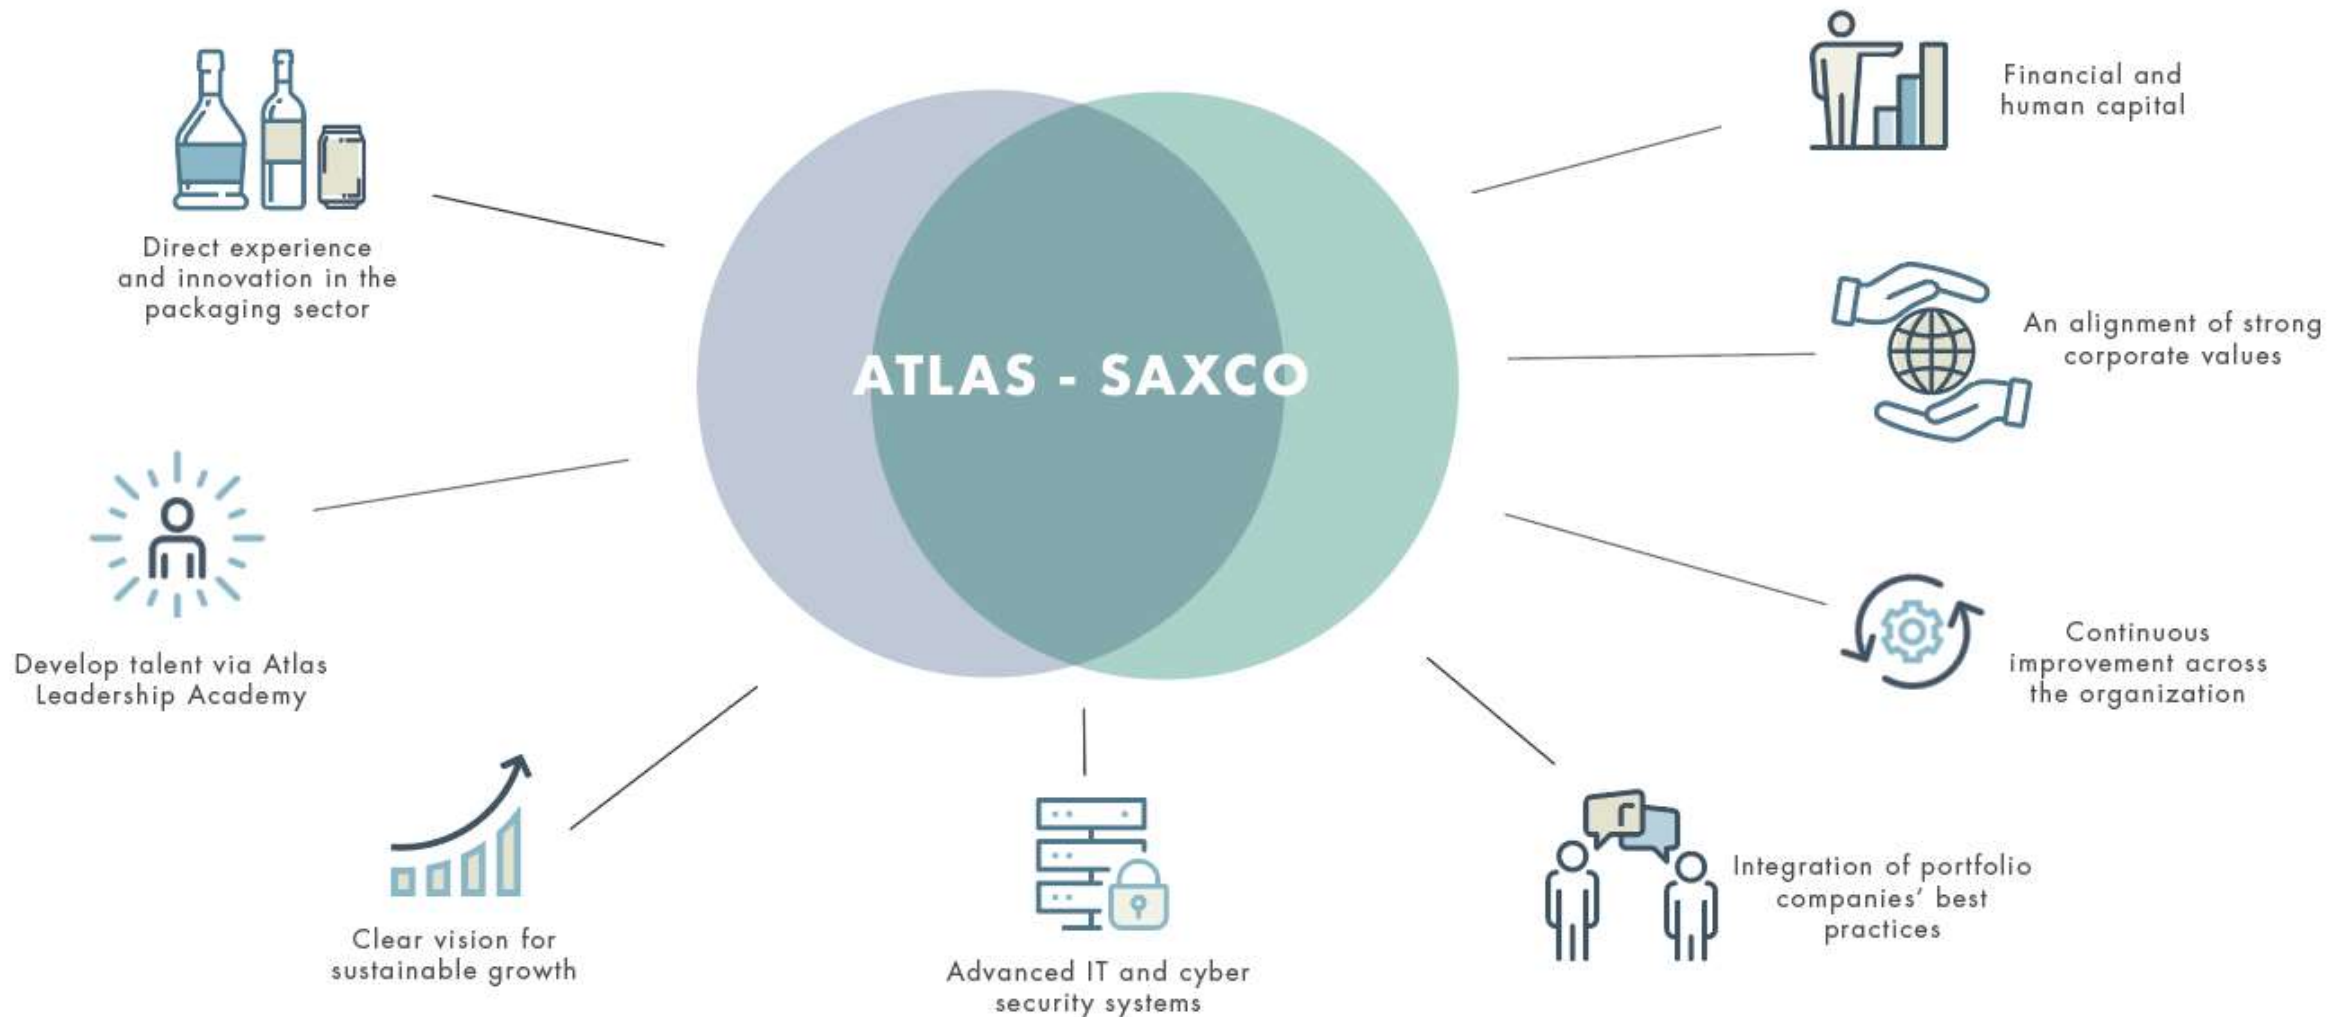 Financial and
human capital
Direct experience
and innovation in the
packaging sector
An alignment of strong
corporate values
ATLAS - SAXCO
Develop talent via Atlas
Leadership Academy
Continuous
improvement across
the organization
Clear vision for
sustainable growth
Advanced IT and cyber
security systems
Integration of portfolio
companies’ best
practices